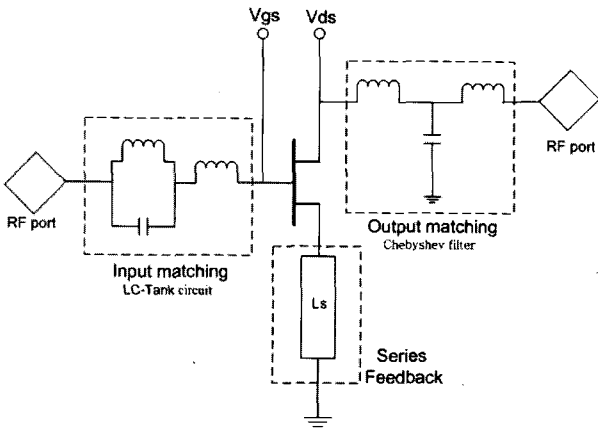 Vgs
Vds
RF port
RF port
Output matching
Chebyshev filter
Input matching
LC-Tank circuit
Ls
Series
Feedback